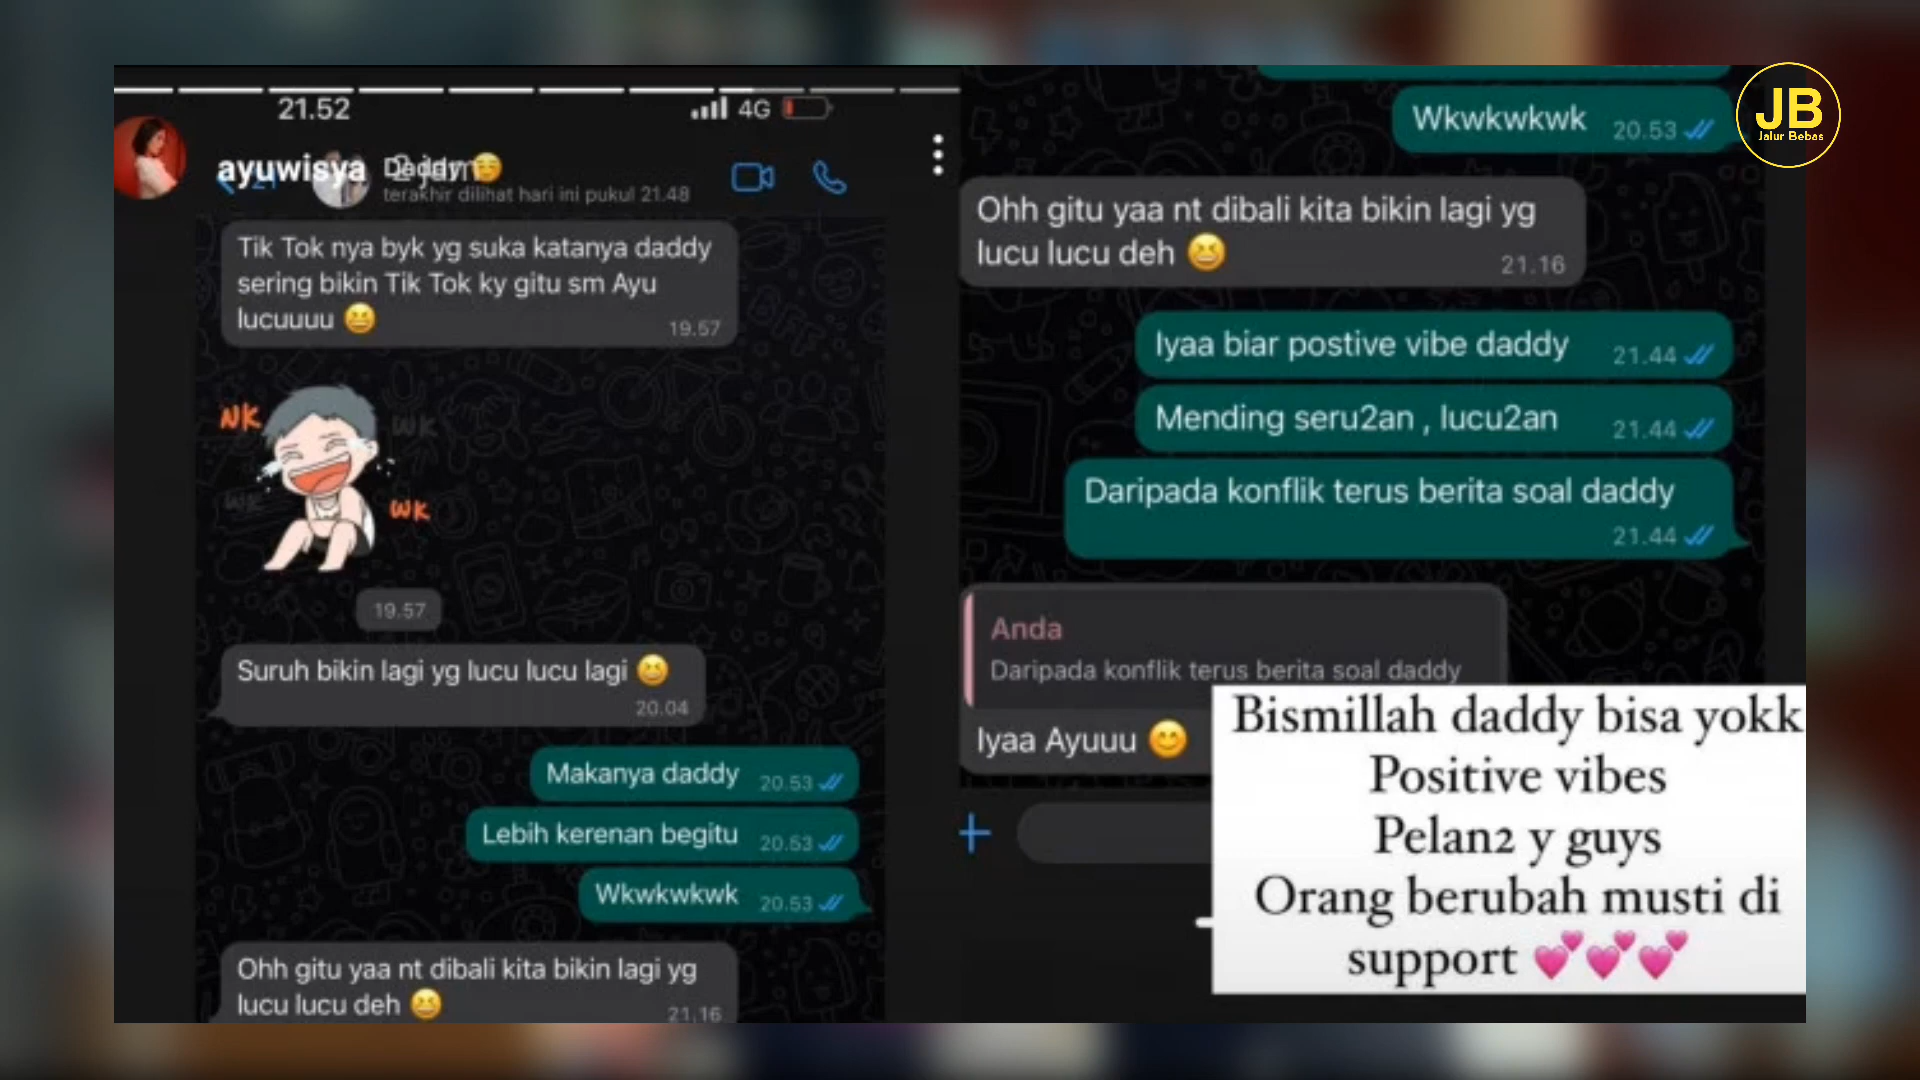 21.52
4G
ayuwisya
Daddy
terakhir dilihat hari ini pukul 21.48
Tik Tok nya byk yg suka katanya daddy
sering bikin Tik Tok ky gitu sm Ayu
lucuuuu 😆
19.57
WK
WK
19.57
Suruh bikin lagi yg lucu lucu lagi 😆
20.04
Makanya daddy 20.53
Lebih kerenan begitu 20.53
Wkwkwkwk 20.53
Ohh gitu yaa nt dibali kita bikin lagi yg
lucu lucu deh 😆
21.16
Wkwkwkwk 20.53
Ohh gitu yaa nt dibali kita bikin lagi yg
lucu lucu deh 😆
21.16
Iyaa biar postive vibe daddy 21.44
Mending seru2an , lucu2an 21.44
Daripada konflik terus berita soal daddy
21.44
Anda
Daripada konflik terus berita soal daddy
Iyaa Ayuuu 😊
Bismillah daddy bisa yokk
Positive vibes
Pelan2 y guys
Orang berubah musti di
support 💕💕💕
JB
Jalur Bebas